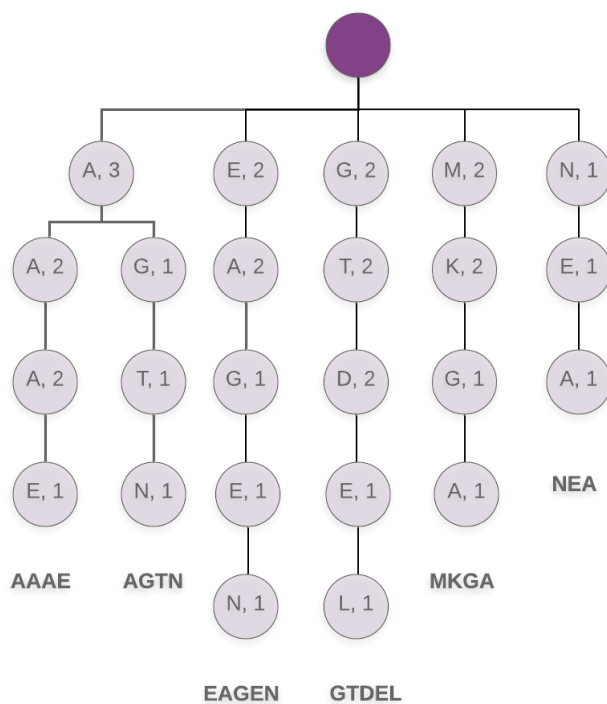 A, 3
E, 2
G, 2
M, 2
N, 1
A, 2
G, 1
A, 2
T, 2
K, 2
E, 1
A, 2
T, 1
G, 1
D, 2
G, 1
A, 1
E, 1
N, 1
E, 1
E, 1
A, 1
NEA
AAAE
AGTN
MKGA
N, 1
L, 1
EAGEN
GTDEL